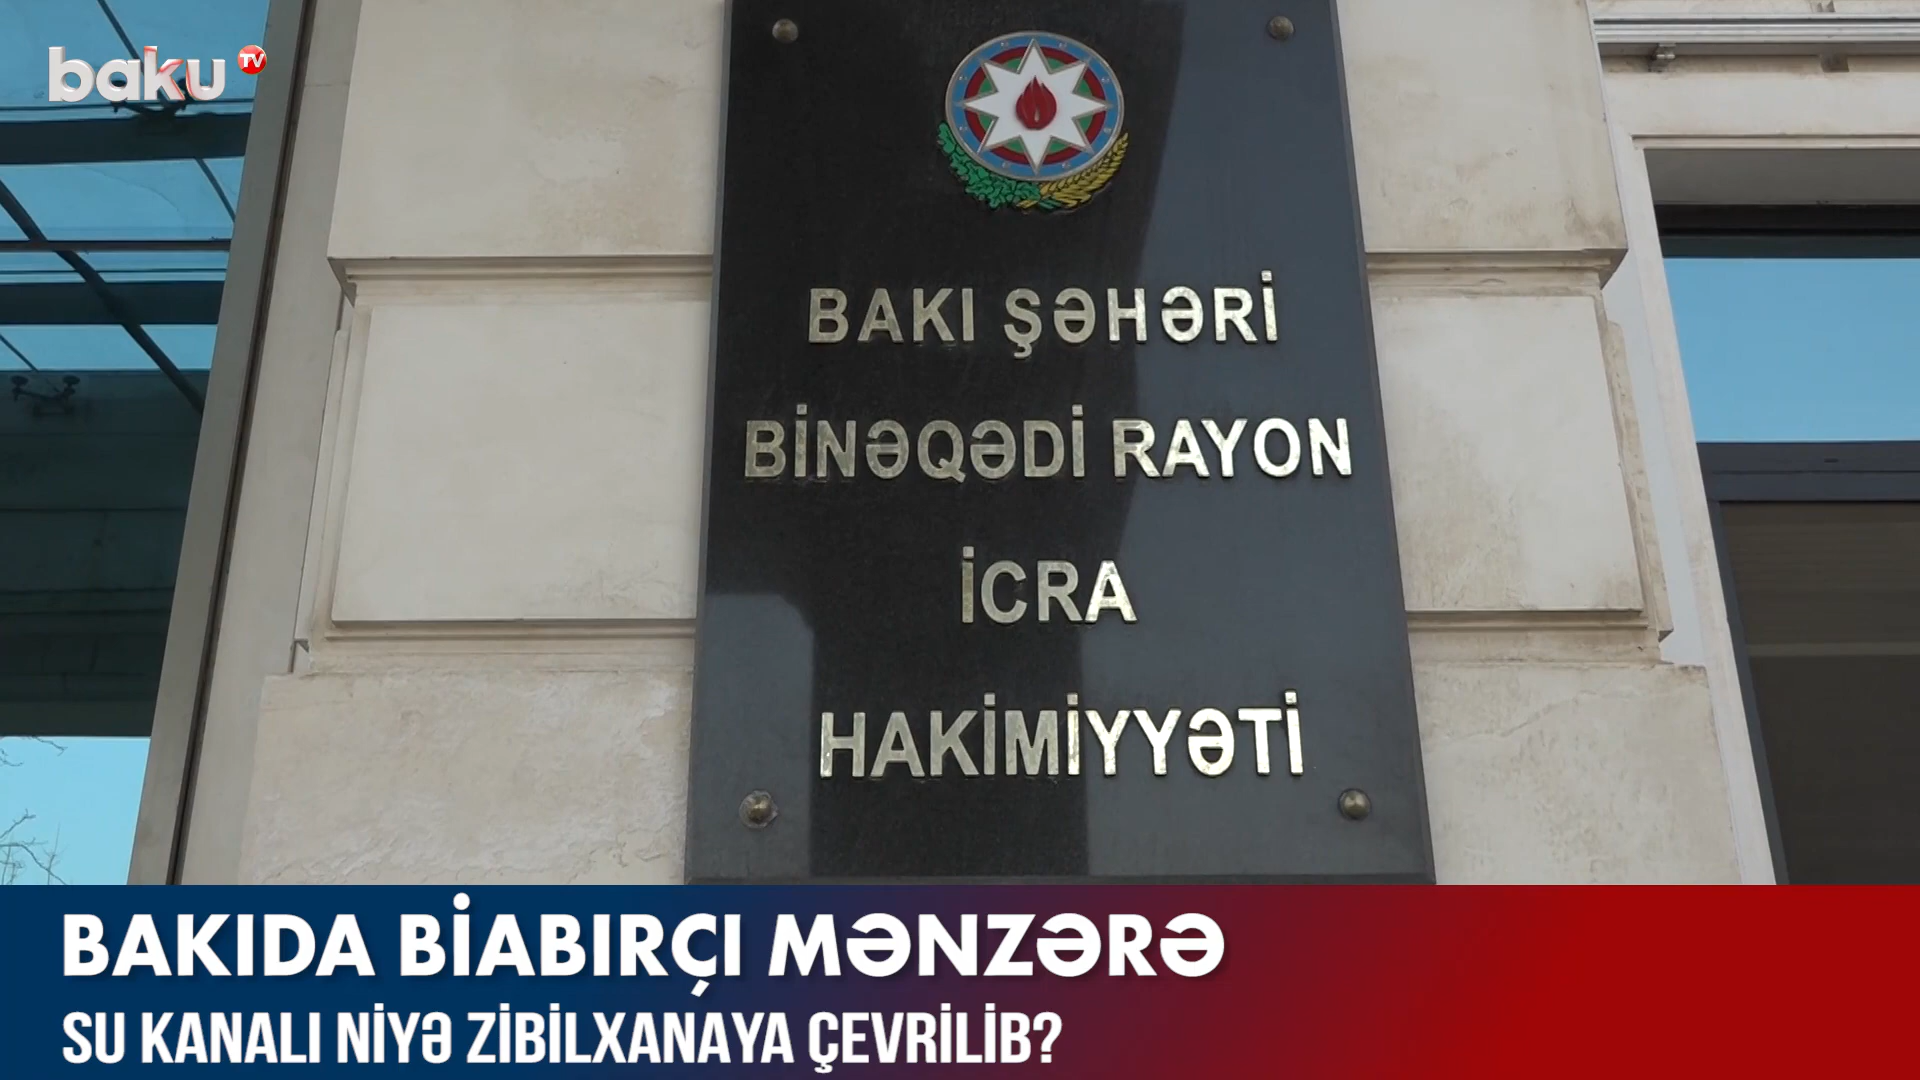 baku TV
BAKI ŞƏHƏRİ
BİNƏQƏDİ RAYON
İCRA
HAKİMİYYƏTİ
BAKIDA BİABIRÇI MƏNZƏRƏ
SU KANALI NİYƏ ZİBİLXANAYA ÇEVRİLİB?